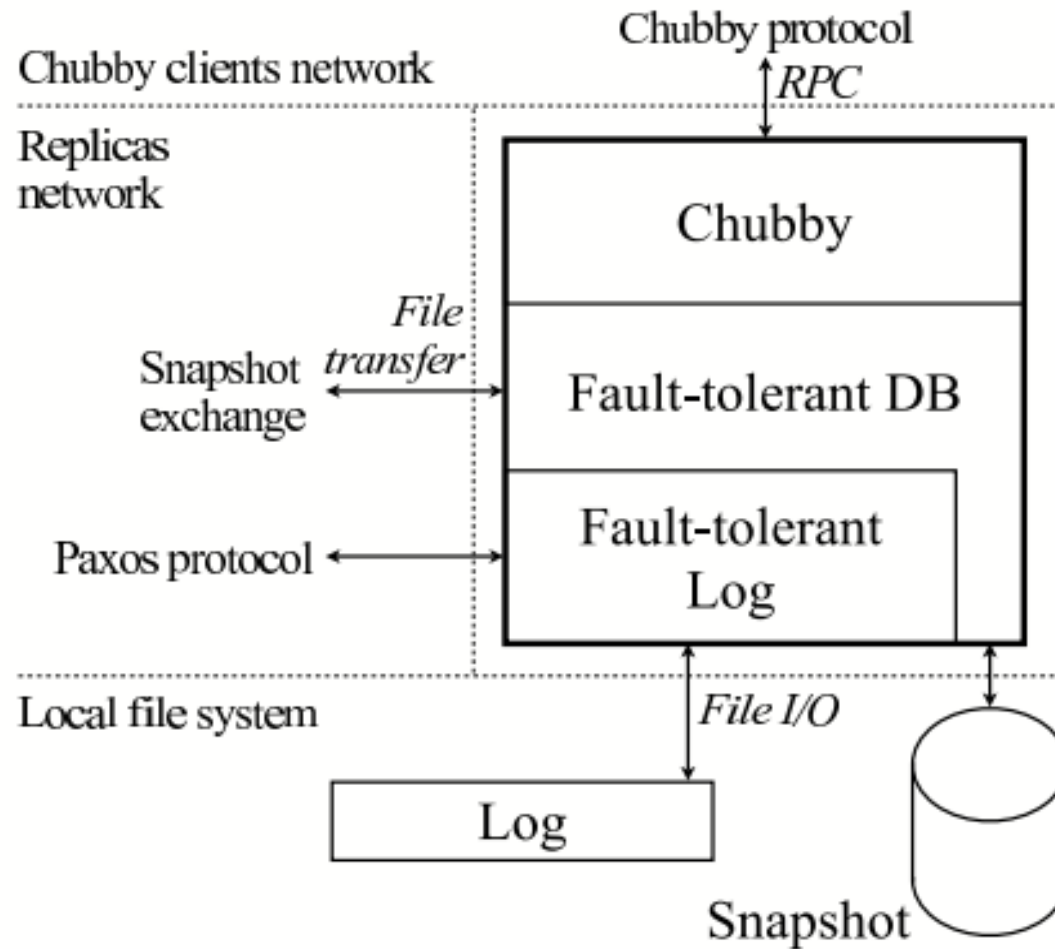 Chubby protocol
Chubby clients network
RPC
Replicas
network
Chubby
File
transfer
Snapshot
exchange
Fault-tolerant DB
Paxos protocol
Fault-tolerant
Log
Local file system
File I/O
Log
Snapshot